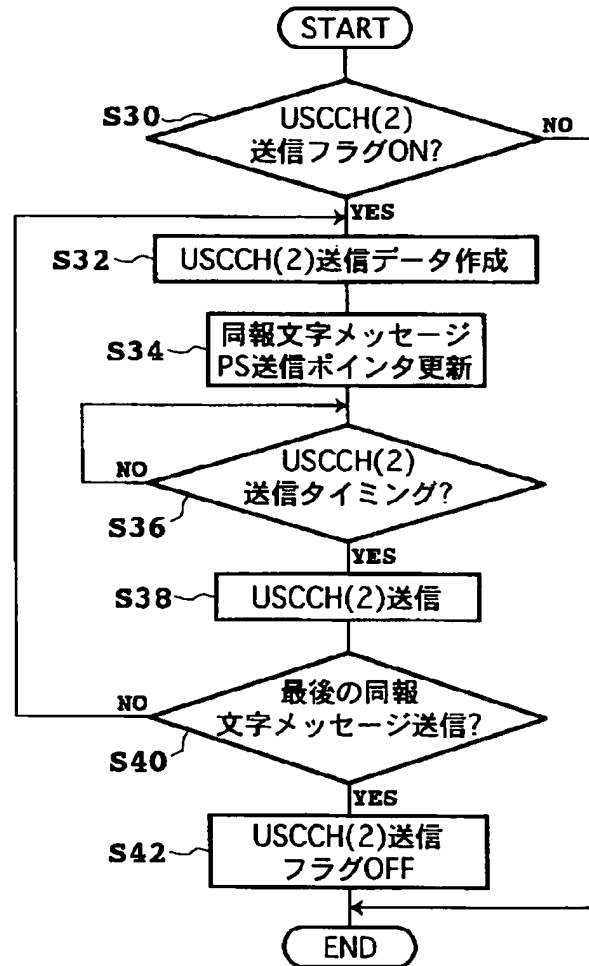 START
S30
USCCH(2)
送信フラグON?
NO
YES
S32
USCCH(2)送信データ作成
S34
同報文字メッセージ
PS送信ポインタ更新
USCCH(2)
送信タイミング?
NO
S36
YES
S38
USCCH(2)送信
最後の同報
文字メッセージ送信?
NO
S40
YES
S42
USCCH(2)送信
フラグOFF
END